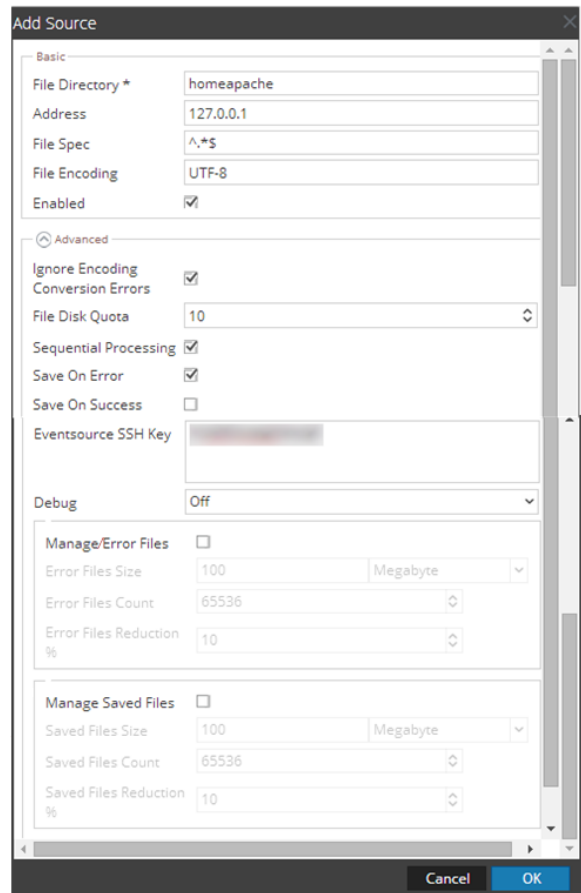 Add Source
Basic
File Directory * homeapache
Address 127.0.0.1
File Spec ^.*$
File Encoding UTF-8
Enabled
Advanced
Ignore Encoding
Conversion Errors
File Disk Quota 10
Sequential Processing
Save On Error
Save On Success
Eventsource SSH Key
Debug Off
Manage/Error Files
Error Files Size 100 Megabyte
Error Files Count 65536
Error Files Reduction
% 10
Manage Saved Files
Saved Files Size 100 Megabyte
Saved Files Count 65536
Saved Files Reduction
% 10
Cancel OK